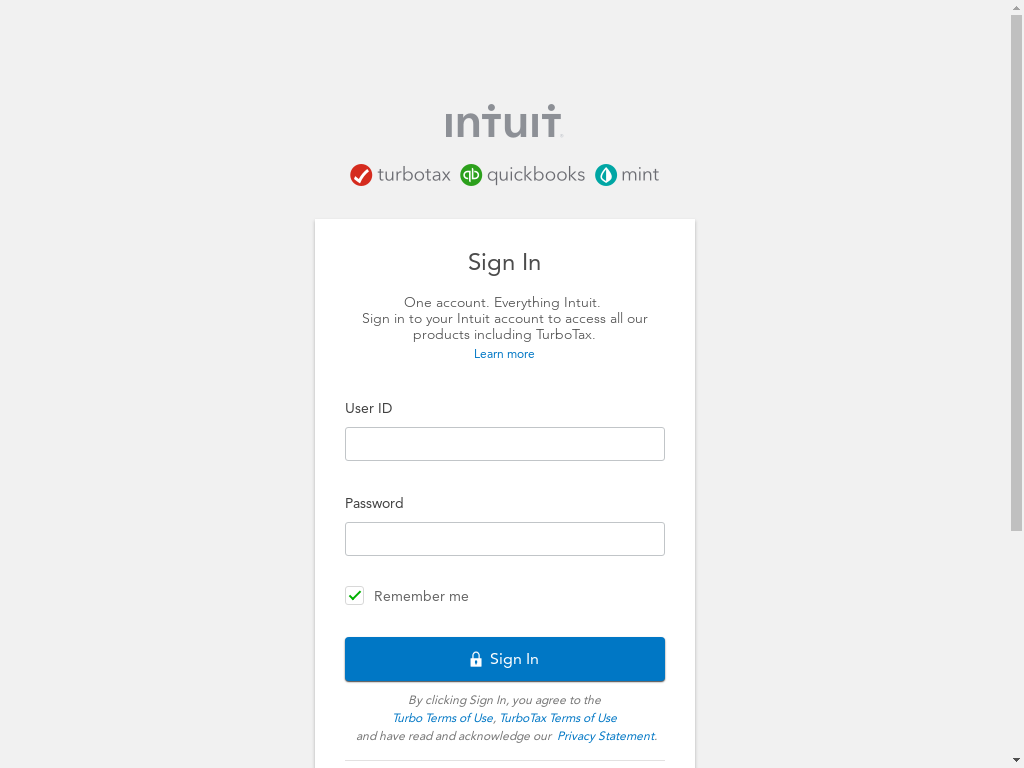 intuit
turbotax quickbooks mint
Sign In
One account. Everything Intuit.
Sign in to your Intuit account to access all our
products including TurboTax.
Learn more
User ID
Password
Remember me
Sign In
By clicking Sign In, you agree to the
Turbo Terms of Use, TurboTax Terms of Use
and have read and acknowledge our Privacy Statement.